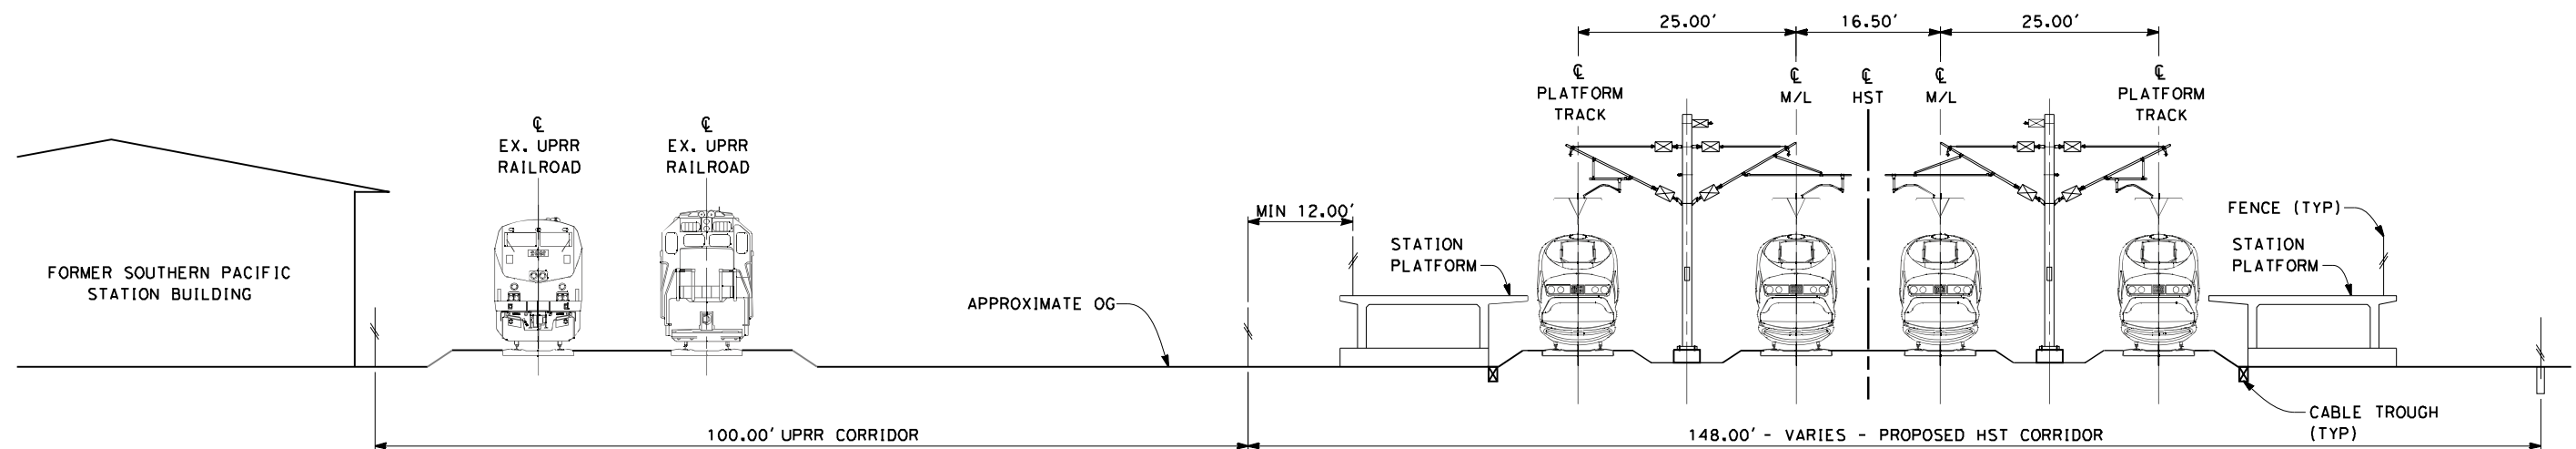 25.00'
16.50'
25.00'
℄
PLATFORM
TRACK
℄
M/L
℄
HST
℄
M/L
℄
PLATFORM
TRACK
℄
EX. UPRR
RAILROAD
℄
EX. UPRR
RAILROAD
MIN 12.00'
FENCE (TYP)
STATION
PLATFORM
STATION
PLATFORM
FORMER SOUTHERN PACIFIC
STATION BUILDING
APPROXIMATE OG
CABLE TROUGH
(TYP)
100.00' UPRR CORRIDOR
148.00' - VARIES - PROPOSED HST CORRIDOR